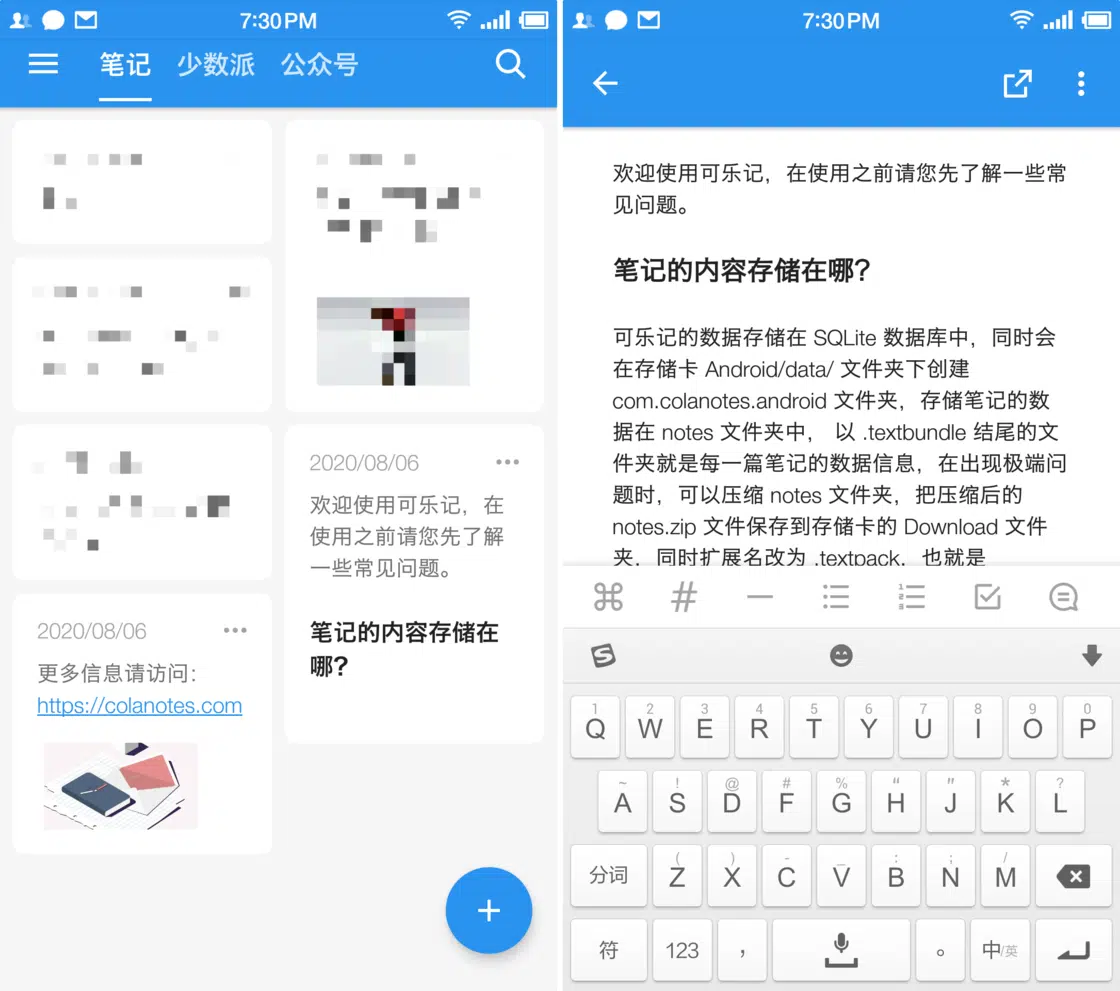 7:30 PM
笔记 少数派 公众号
2020/08/06
更多信息请访问：
https://colanotes.com
2020/08/06
欢迎使用可乐记，在
使用之前请您先了解
一些常见问题。
笔记的内容存储在
哪？
7:30 PM
欢迎使用可乐记，在使用之前请您先了解一些常
见问题。
笔记的内容存储在哪？
可乐记的数据存储在 SQLite 数据库中，同时会
在存储卡 Android/data/ 文件夹下创建
com.colanotes.android 文件夹，存储笔记的数
据在 notes 文件夹中， 以 .textbundle 结尾的文
件夹就是每一篇笔记的数据信息，在出现极端问
题时，可以压缩 notes 文件夹，把压缩后的
notes.zip 文件保存到存储卡的 Download 文件
夹，同时扩展名改为 .textpack，也就是
1 2 3 4 5 6 7 8 9 0
Q W E R T Y U I O P
~ ! @ # % “ ” * ?
A S D F G H J K L
( ) - _ : ; /
分词 Z X C V B N M
符 123 ， 。 中/英